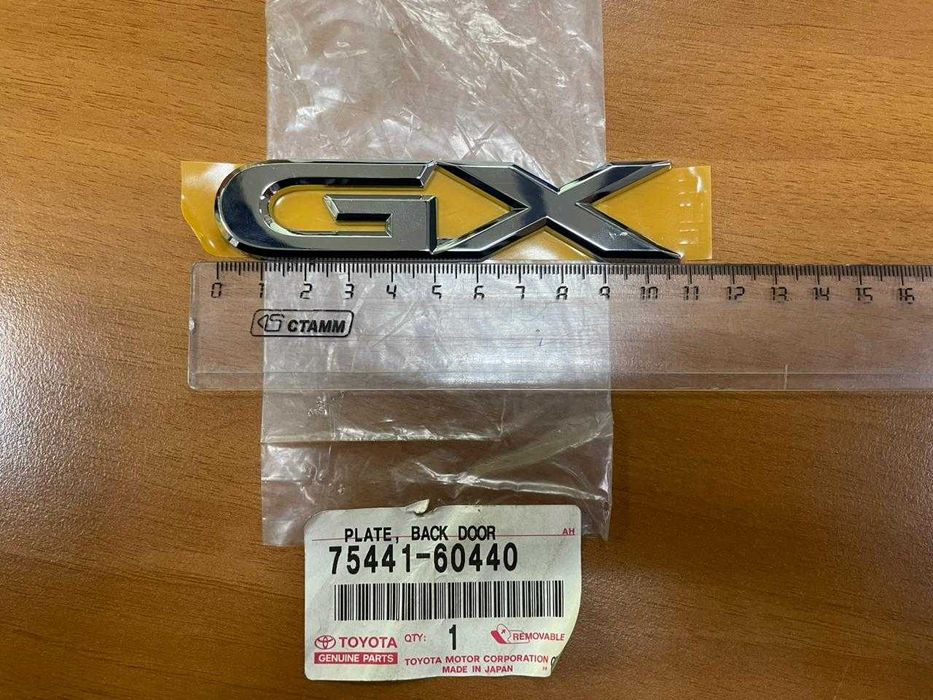 GX
0 1 2 3 4 5 6 7 8 9 10 11 12 13 14 15 16
СТАММ
PLATE, BACK DOOR
AH
75441-60440
TOYOTA
GENUINE PARTS
QTY: 1
REMOVABLE
TOYOTA MOTOR CORPORATION
MADE IN JAPAN